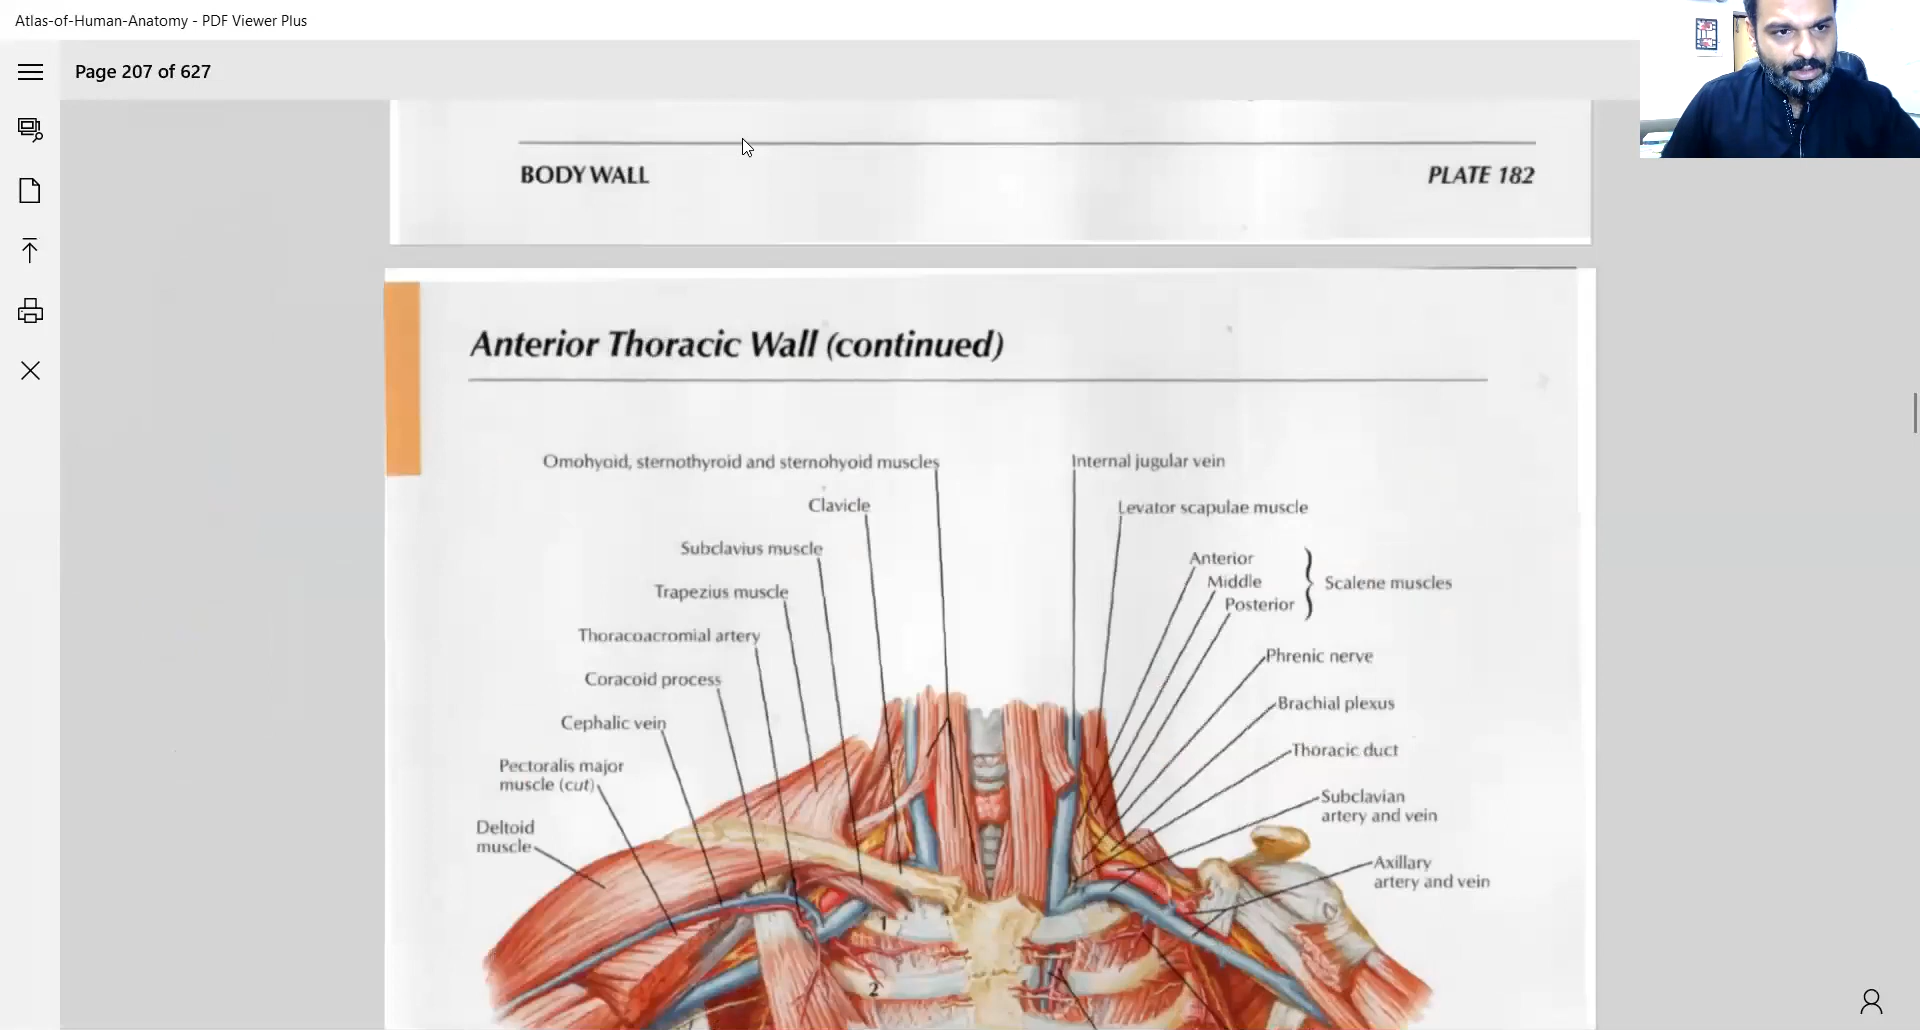 Atlas-of-Human-Anatomy - PDF Viewer Plus
Page 207 of 627
BODY WALL
PLATE 182
Anterior Thoracic Wall (continued)
Omohyoid, sternothyroid and sternohyoid muscles
Clavicle
Subclavius muscle
Trapezius muscle
Thoracoacromial artery
Coracoid process
Cephalic vein
Pectoralis major
muscle (cut)
Deltoid
muscle
Internal jugular vein
Levator scapulae muscle
Anterior
Middle
Posterior
Scalene muscles
Phrenic nerve
Brachial plexus
Thoracic duct
Subclavian
artery and vein
Axillary
artery and vein
1
2